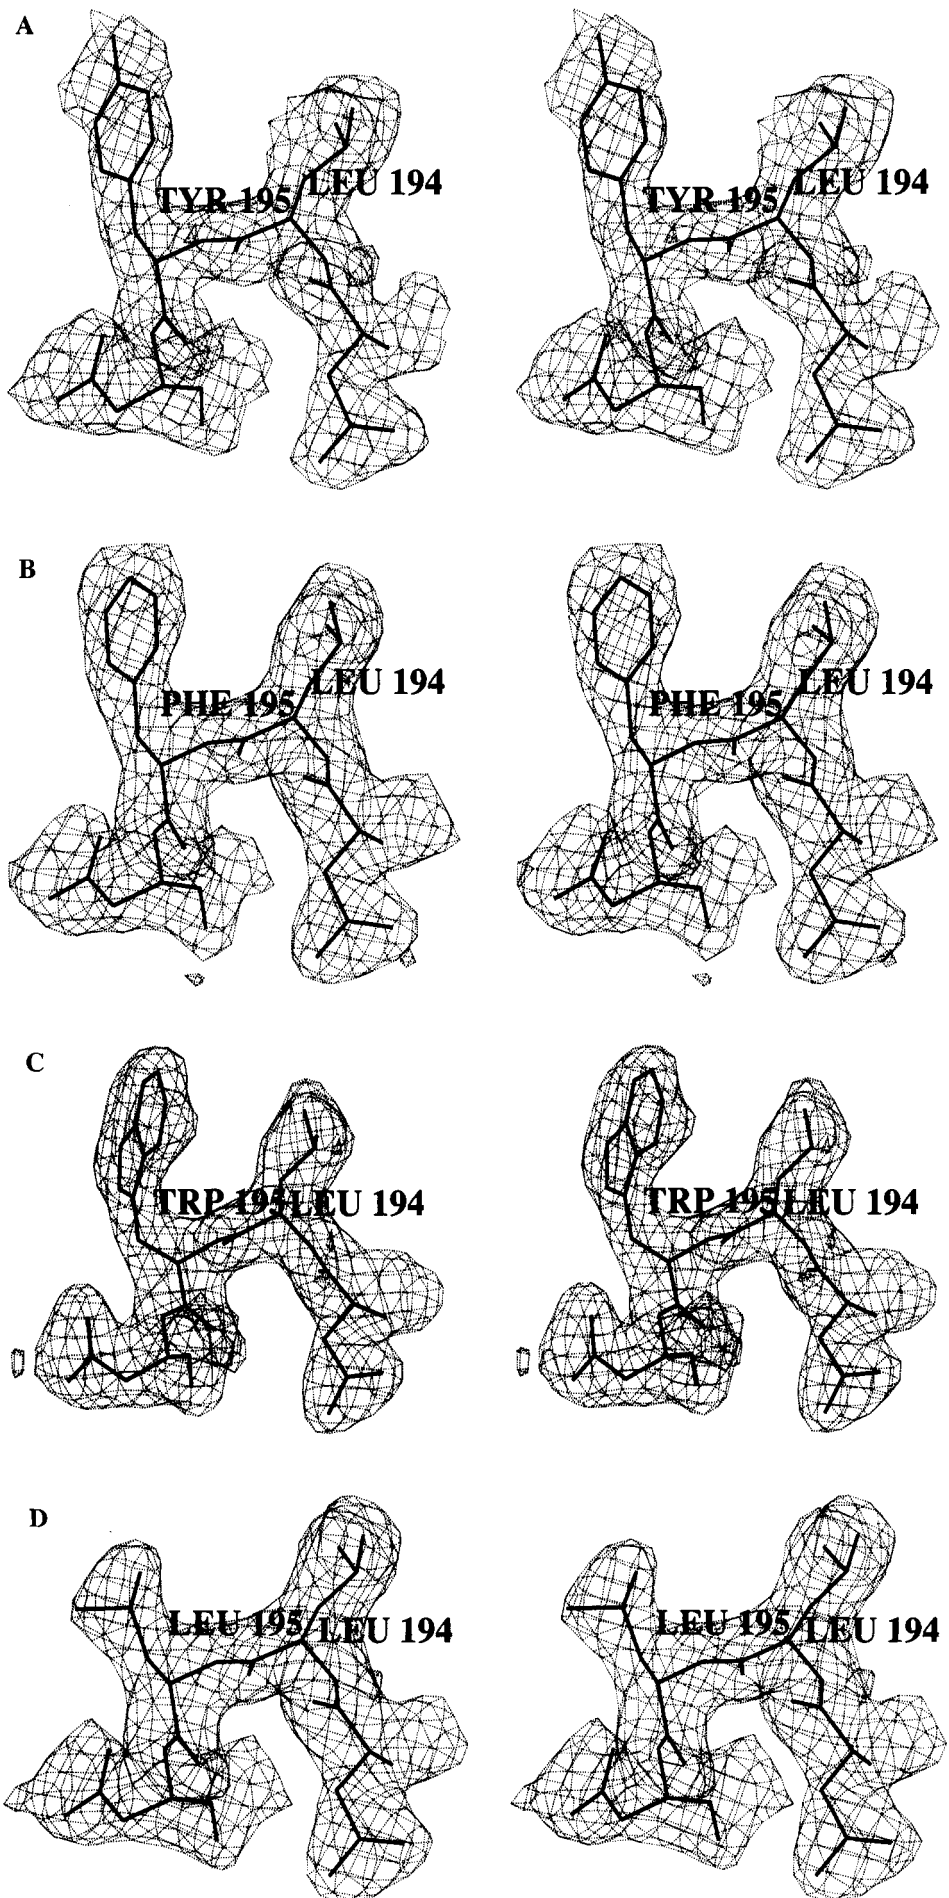 A
TYR 195 LEU 194 TYR 195 LEU 194
B
PHE 195 LEU 194 PHE 195 LEU 194
C
TRP 195 LEU 194 TRP 195 LEU 194
D
LEU 195 LEU 194 LEU 195 LEU 194